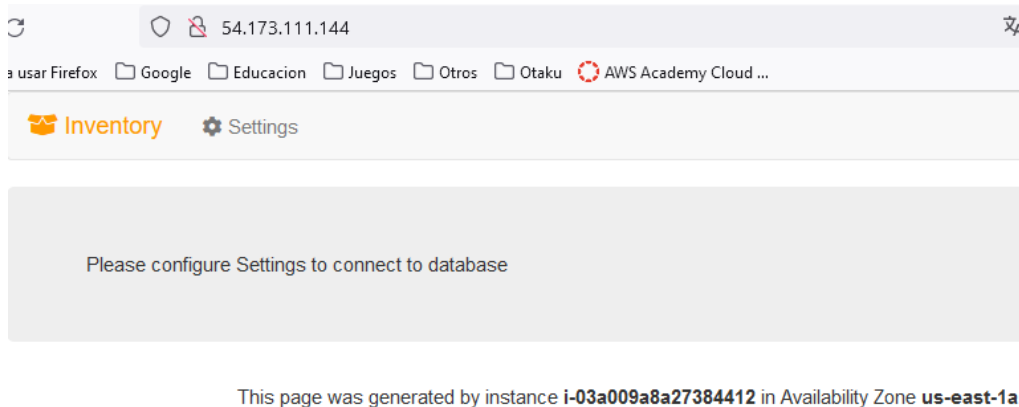 54.173.111.144
a usar Firefox Google Educacion Juegos Otros Otaku AWS Academy Cloud ...
Inventory Settings
Please configure Settings to connect to database
This page was generated by instance i-03a009a8a27384412 in Availability Zone us-east-1a